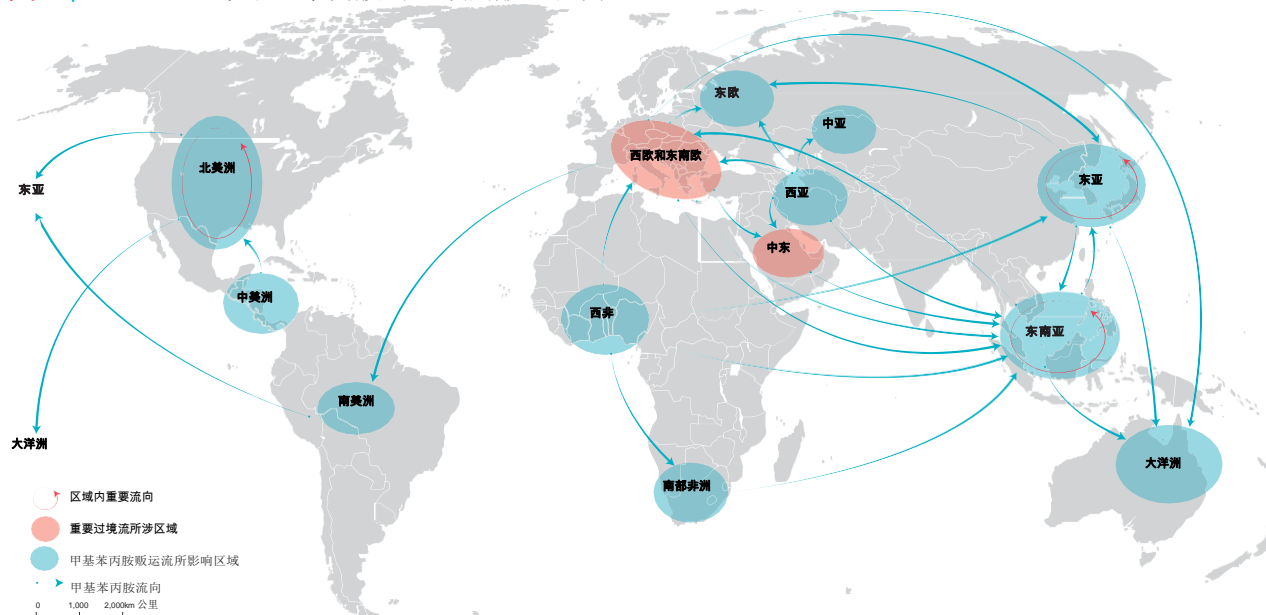 东欧
中亚
西欧和东南欧
北美洲
东亚
东亚
西亚
中东
中美洲
西非
东南亚
南美洲
大洋洲
大洋洲
南部非洲
区域内重要流向
重要过境流所涉区域
甲基苯丙胺贩运流所影响区域
甲基苯丙胺流向
0 1,000 2,000km 公里